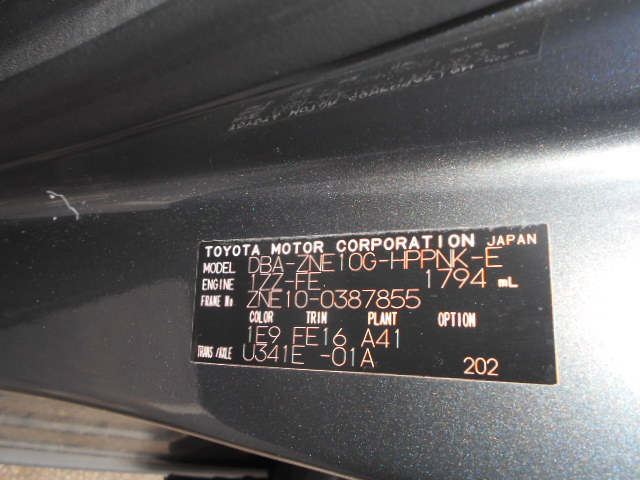 TOYOTA MOTOR CORPORATION JAPAN
MODEL DBA-ZNE10G-HPPNK-E
ENGINE 1ZZ-FE 1794 mL
FRAME No ZNE10-0387855
COLOR TRIM PLANT OPTION
1E9 FE16 A41
TRANS/AXLE U341E -01A
202